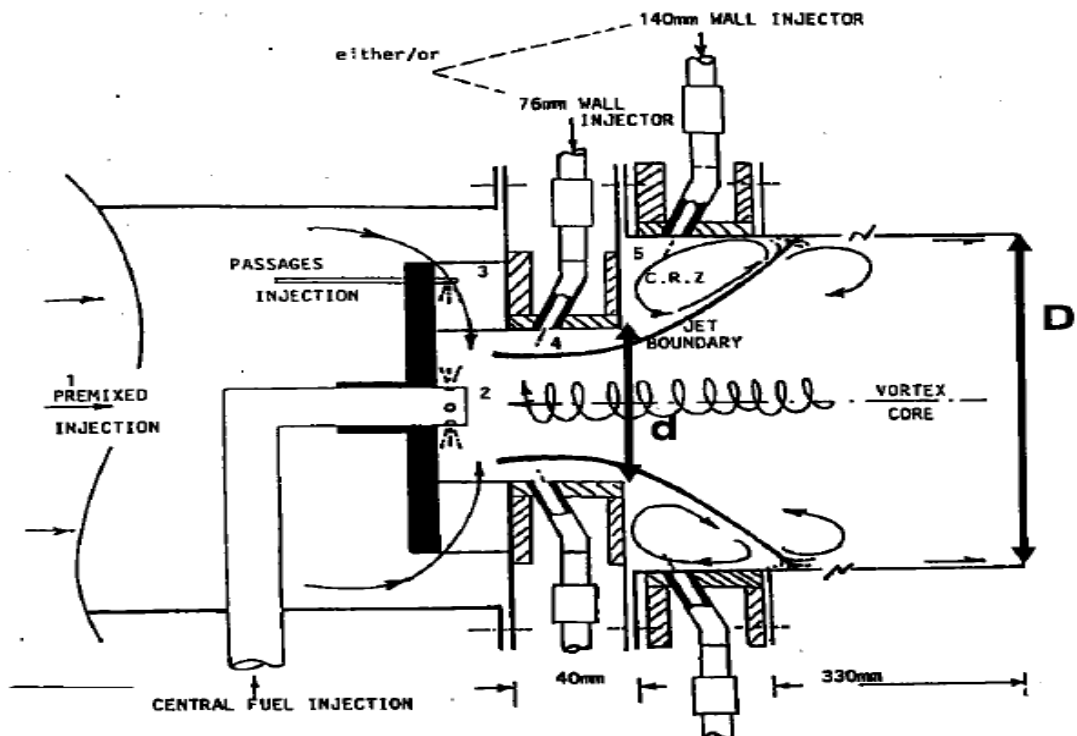 140mm WALL INJECTOR
either/or
76mm WALL
INJECTOR
PASSAGES
INJECTION
3
5
C.R.Z
4
JET
BOUNDARY
D
1
PREMIXED
INJECTION
2
d
VORTEX
CORE
40mm
330mm
CENTRAL FUEL INJECTION